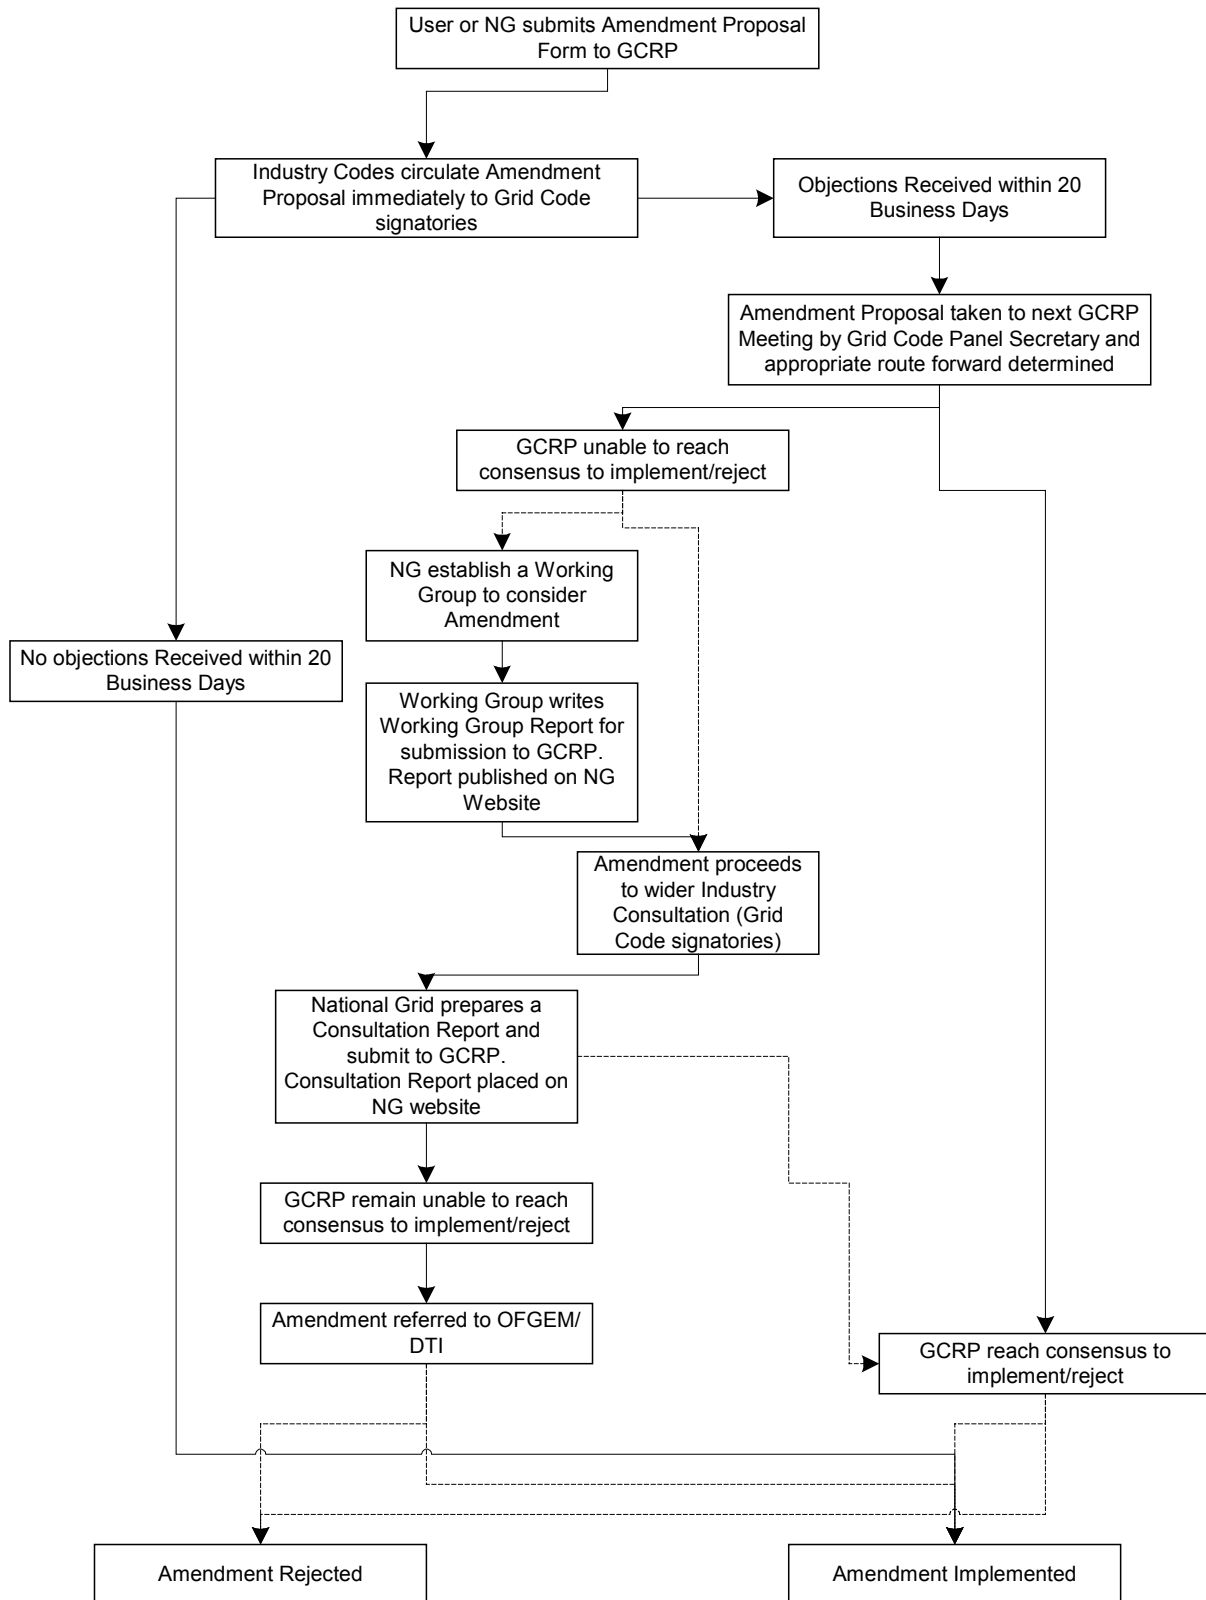 User or NG submits Amendment Proposal
Form to GCRP
Industry Codes circulate Amendment
Proposal immediately to Grid Code
signatories
Objections Received within 20
Business Days
Amendment Proposal taken to next GCRP
Meeting by Grid Code Panel Secretary and
appropriate route forward determined
GCRP unable to reach
consensus to implement/reject
NG establish a Working
Group to consider
Amendment
No objections Received within 20
Business Days
Working Group writes
Working Group Report for
submission to GCRP.
Report published on NG
Website
Amendment proceeds
to wider Industry
Consultation (Grid
Code signatories)
National Grid prepares a
Consultation Report and
submit to GCRP.
Consultation Report placed on
NG website
GCRP remain unable to reach
consensus to implement/reject
Amendment referred to OFGEM/
DTI
GCRP reach consensus to
implement/reject
Amendment Rejected
Amendment Implemented